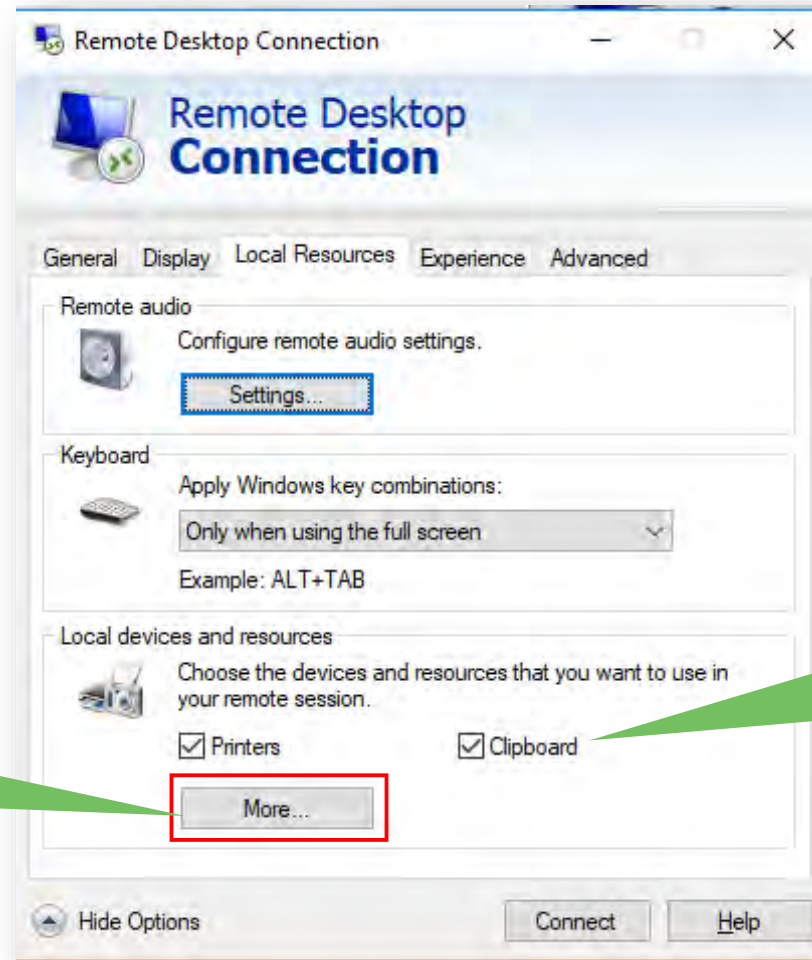 Remote Desktop Connection
Remote Desktop
Connection
General Display Local Resources Experience Advanced
Remote audio
Configure remote audio settings.
Settings...
Keyboard
Apply Windows key combinations:
Only when using the full screen
Example: ALT+TAB
Local devices and resources
Choose the devices and resources that you want to use in
your remote session.
Printers Clipboard
More...
Hide Options Connect Help